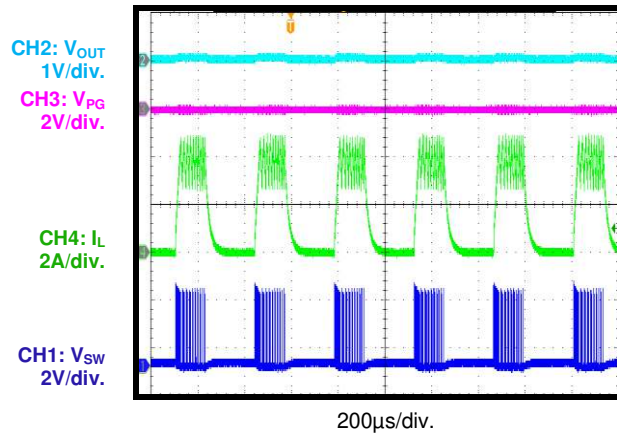 CH2: VOUT
1V/div.
CH3: VPG
2V/div.
CH4: IL
2A/div.
CH1: VSW
2V/div.
200µs/div.